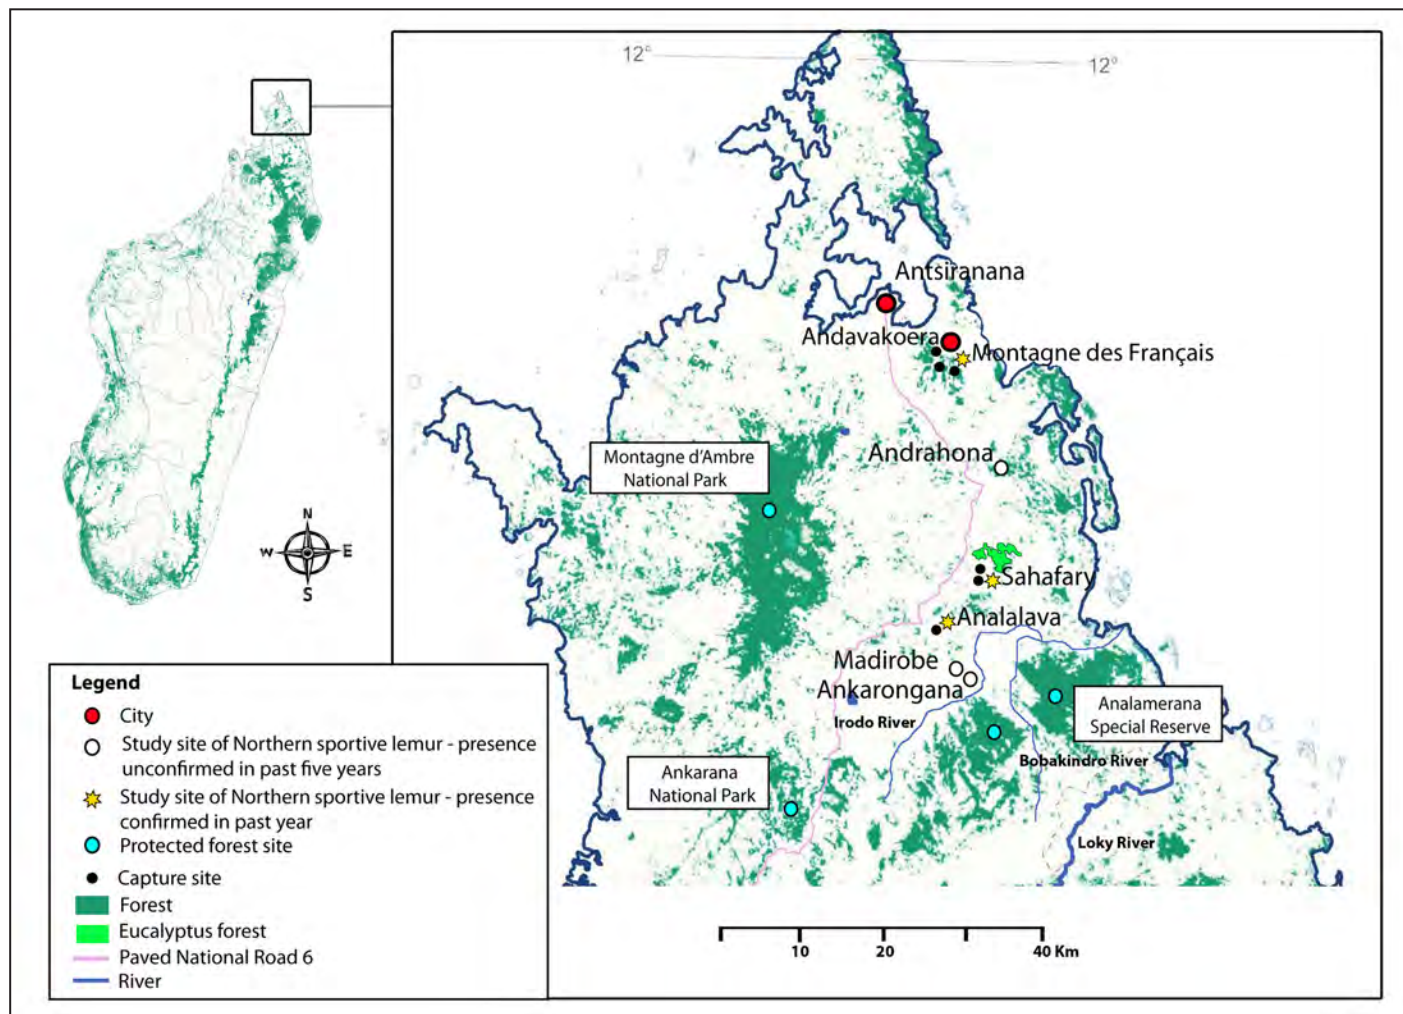 12°
12°
Antsiranana
Andavakoera
Montagne des Français
Montagne d'Ambre
National Park
Andrahona
N
W
E
S
Sahafary
Analalava
Madirobe
Ankarongana
Irodo River
Analamerana
Special Reserve
Bobakindro River
Ankarana
National Park
Loky River
Legend
City
Study site of Northern sportive lemur - presence
unconfirmed in past five years
Study site of Northern sportive lemur - presence
confirmed in past year
Protected forest site
Capture site
Forest
Eucalyptus forest
Paved National Road 6
River
10
20
40 Km